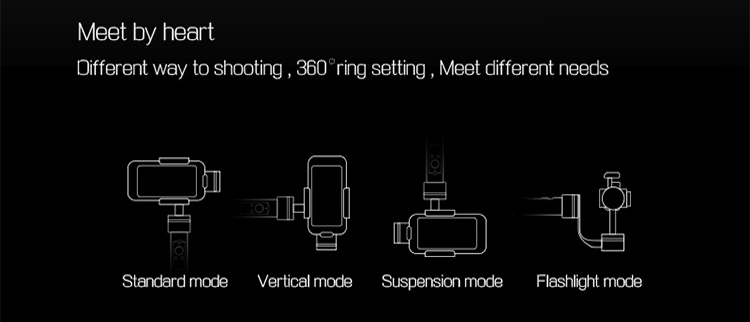 Meet by heart
Different way to shooting , 360° ring setting , Meet different needs
Standard mode Vertical mode Suspension mode Flashlight mode